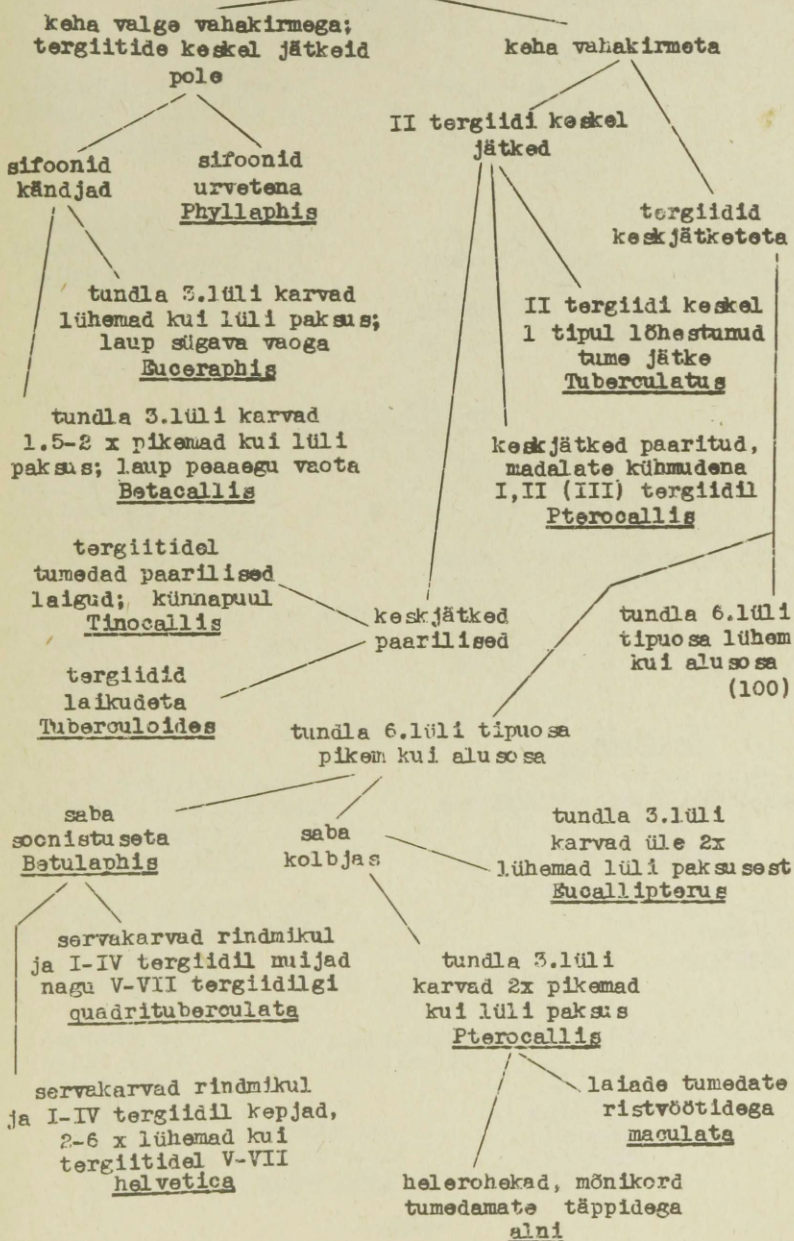 keha valge vahakirmega;
tergiitide keskel jätkeid
pole
keha vahakirmeta
II tergiidi keskel
jätked
sifoonid
kändjad
sifoonid
urvetena
Phyllaphis
tergiidid
keskjätketeta
tundla 3.lüli karvad
lühemad kui lüli paksus;
laup sügava vaoga
Euceraphis
II tergiidi keskel
1 tipul lõhestunud
tume jätke
Tuberculatus
tundla 3.lüli karvad
1.5-2 x pikemad kui lüli
paksus; laup peaaegu vaota
Betacallis
keskjätked paaritud,
madalate kühmudena
I,II (III) tergiidil
Pterocallis
tergiitidel
tumedad paarilised
laigud; künnapuul
Tinocallis
keskjätked
paarilised
tundla 6.lüli
tipuosa lühem
kui alusosa
(100)
tergiidid
laikudeta
Tuberculoides
tundla 6.lüli tipuosa
pikem kui alusosa
saba
soonistuseta
Betulaphis
saba
kolbjas
tundla 3.lüli
karvad üle 2x
lühemad lüli paksusest
Eucallipterus
servakarvad rindmikul
ja I-IV tergiidil nuijad
nagu V-VII tergiidilgi
quadrituberculata
tundla 3.lüli
karvad 2x pikemad
kui lüli paksus
Pterocallis
servakarvad rindmikul
ja I-IV tergiidil kepjad,
2-6 x lühemad kui
tergiitidel V-VII
helvetica
laiade tumedate
ristvöötidega
maculata
helerohekad, mõnikord
tumedamate täppidega
alni